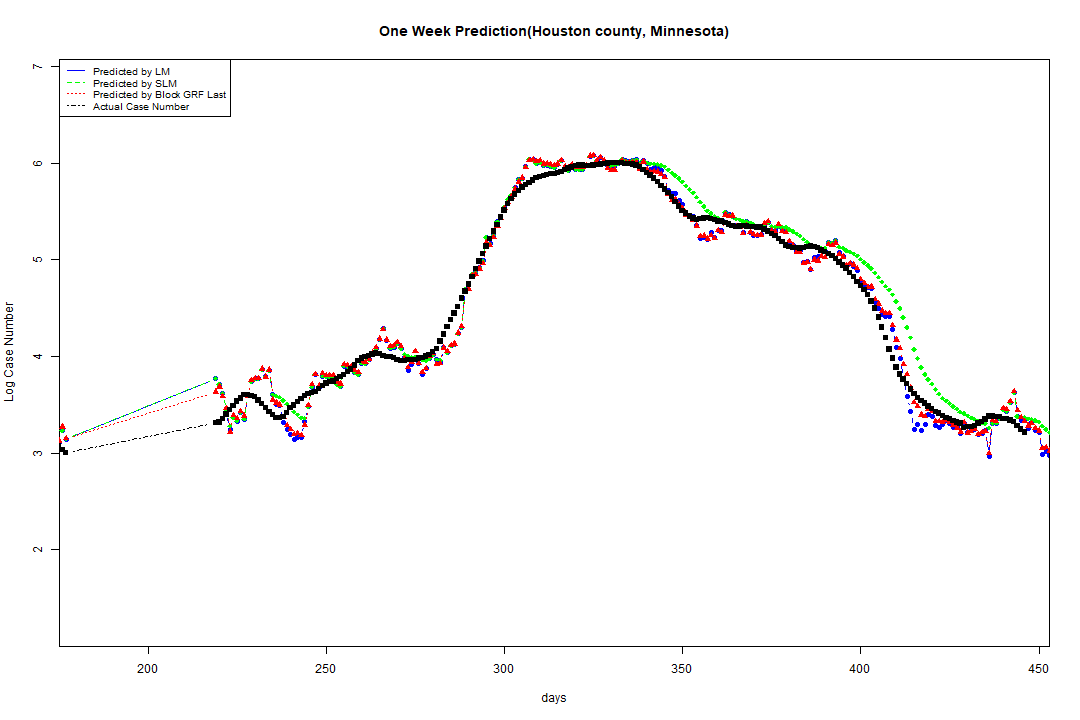 One Week Prediction(Houston county, Minnesota)
Predicted by LM
Predicted by SLM
Predicted by Block GRF Last
Actual Case Number
Log Case Number
7
6
5
4
3
2
200 250 300 350 400 450
days